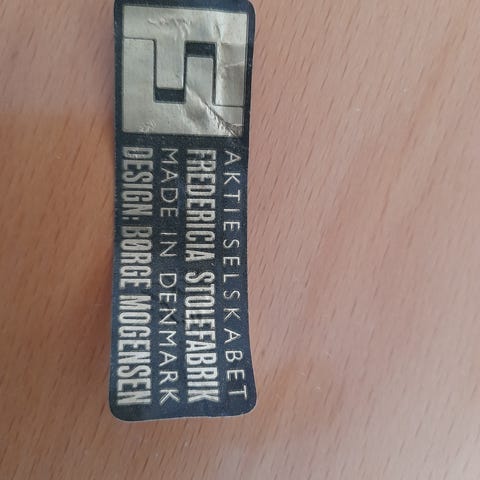 AKTIESELSKABET
FREDERICIA STOLEFABRIK
MADE IN DENMARK
DESIGN: BØRGE MOGENSEN